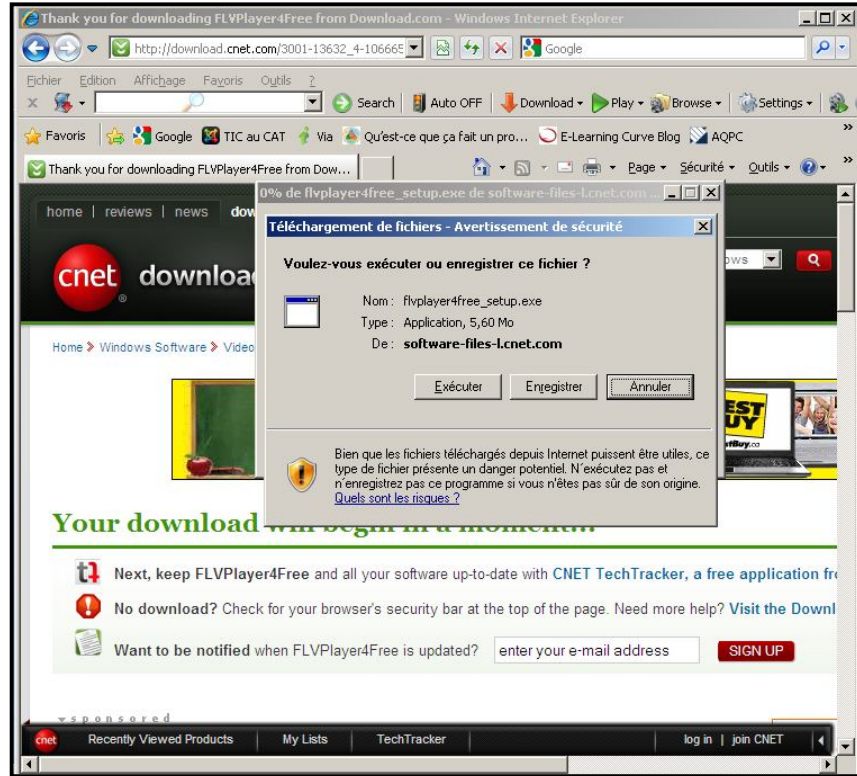 Thank you for downloading FLVPlayer4Free from Download.com - Windows Internet Explorer
http://download.cnet.com/3001-13632_4-106665
Google
Fichier Edition Affichage Favoris Outils ?
Search Auto OFF Download Play Browse Settings
Favoris Google TIC au CAT Via Qu'est-ce que ça fait un pro... E-Learning Curve Blog AQPC
Thank you for downloading FLVPlayer4Free from Dow...
Page Sécurité Outils
0% de flvplayer4free_setup.exe de software-files-l.cnet.com ...
home | reviews | news
Téléchargement de fichiers - Avertissement de sécurité
Voulez-vous exécuter ou enregistrer ce fichier ?
cnet
Nom : flvplayer4free_setup.exe
Type : Application, 5,60 Mo
De : software-files-l.cnet.com
Home > Windows Software > Video
Exécuter Enregistrer Annuler
BEST BUY
Bien que les fichiers téléchargés depuis Internet puissent être utiles, ce
type de fichier présente un danger potentiel. N'exécutez pas et
n'enregistrez pas ce programme si vous n'êtes pas sûr de son origine.
Quels sont les risques ?
Your download will begin in a moment...
Next, keep FLVPlayer4Free and all your software up-to-date with CNET TechTracker, a free application
No download? Check for your browser's security bar at the top of the page. Need more help? Visit the
Want to be notified when FLVPlayer4Free is updated? enter your e-mail address SIGN UP
sponsored
cnet Recently Viewed Products My Lists TechTracker log in | join CNET